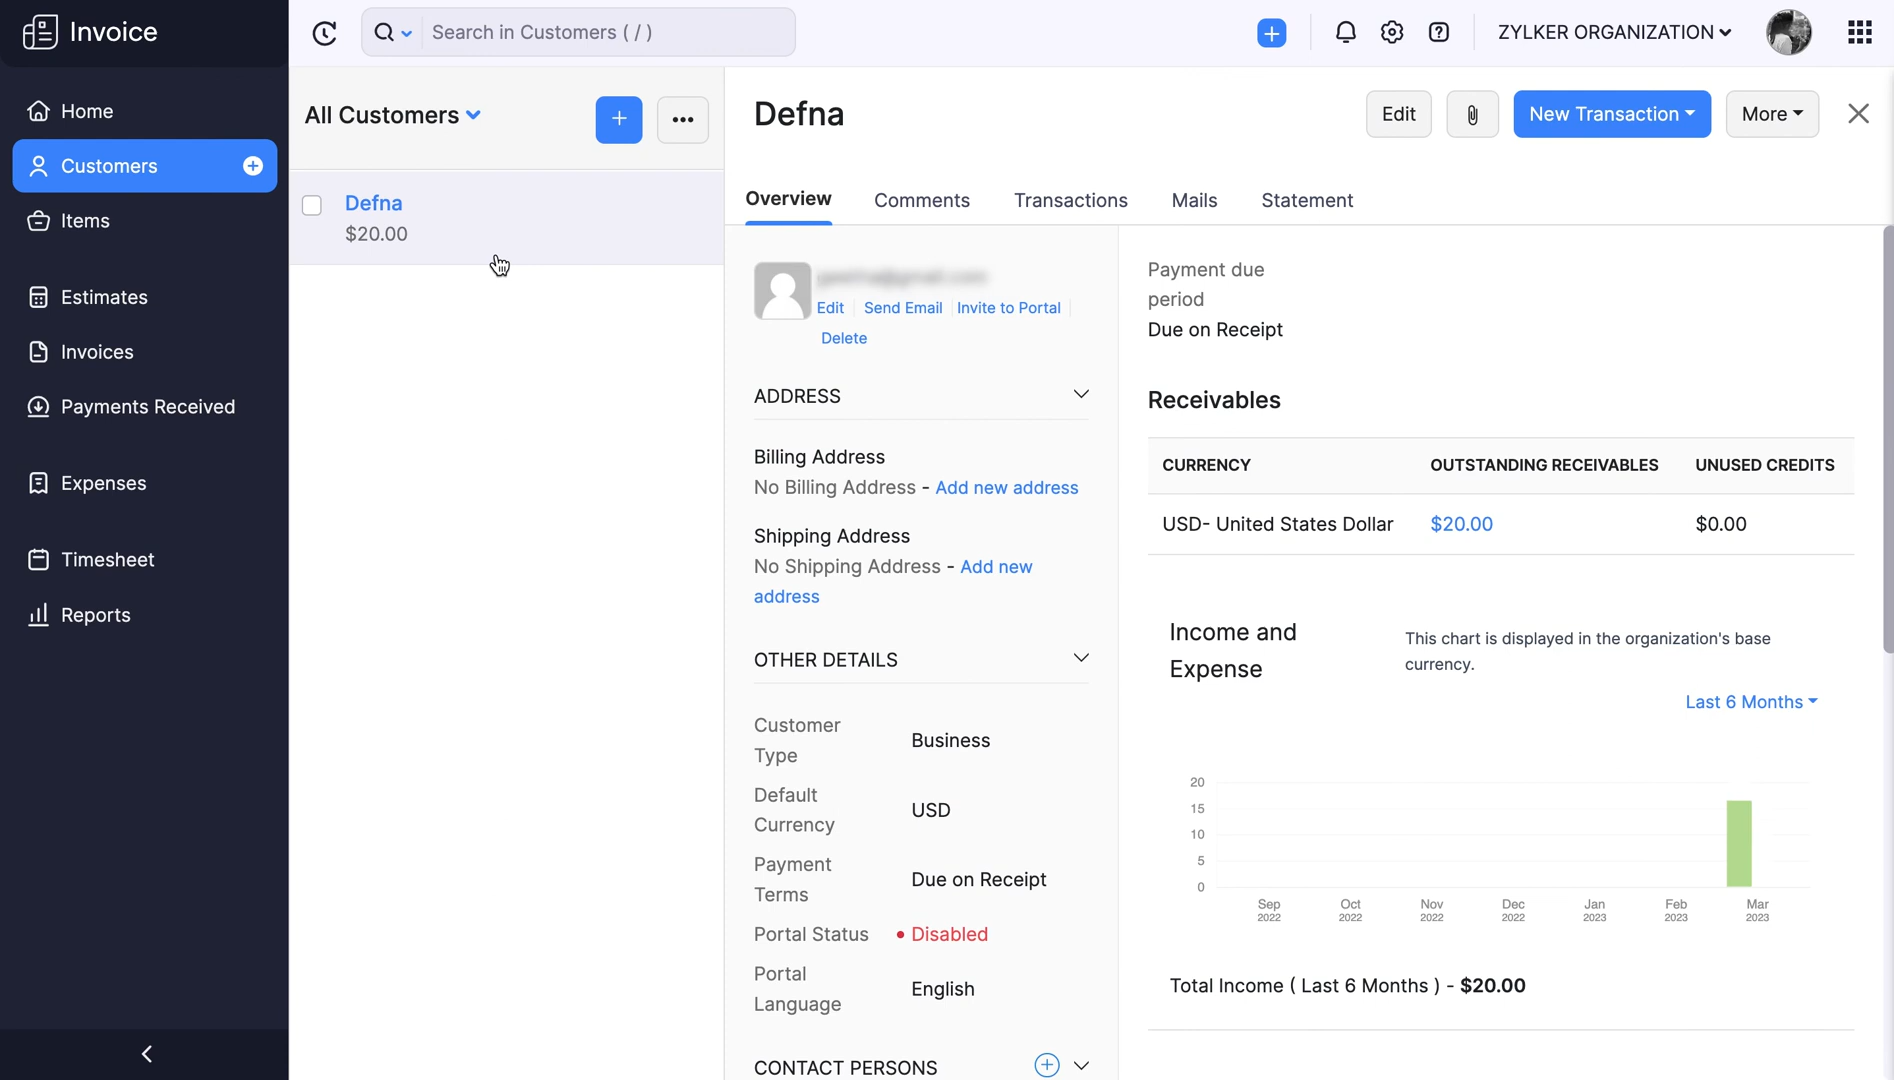 Invoice
Search in Customers ( / )
ZYLKER ORGANIZATION
Home
Customers
Items
Estimates
Invoices
Payments Received
Expenses
Timesheet
Reports
All Customers
Defna
$20.00
Defna
Edit
New Transaction
More
Overview
Comments
Transactions
Mails
Statement
Edit
Send Email
Invite to Portal
Delete
ADDRESS
Billing Address
No Billing Address - Add new address
Shipping Address
No Shipping Address - Add new
address
OTHER DETAILS
Customer
Type
Business
Default
Currency
USD
Payment
Terms
Due on Receipt
Portal Status
Disabled
Portal
Language
English
CONTACT PERSONS
Payment due
period
Due on Receipt
Receivables
CURRENCY
OUTSTANDING RECEIVABLES
UNUSED CREDITS
USD- United States Dollar
$20.00
$0.00
Income and
Expense
This chart is displayed in the organization's base
currency.
Last 6 Months
20
15
10
5
0
Sep
2022
Oct
2022
Nov
2022
Dec
2022
Jan
2023
Feb
2023
Mar
2023
Total Income ( Last 6 Months ) - $20.00